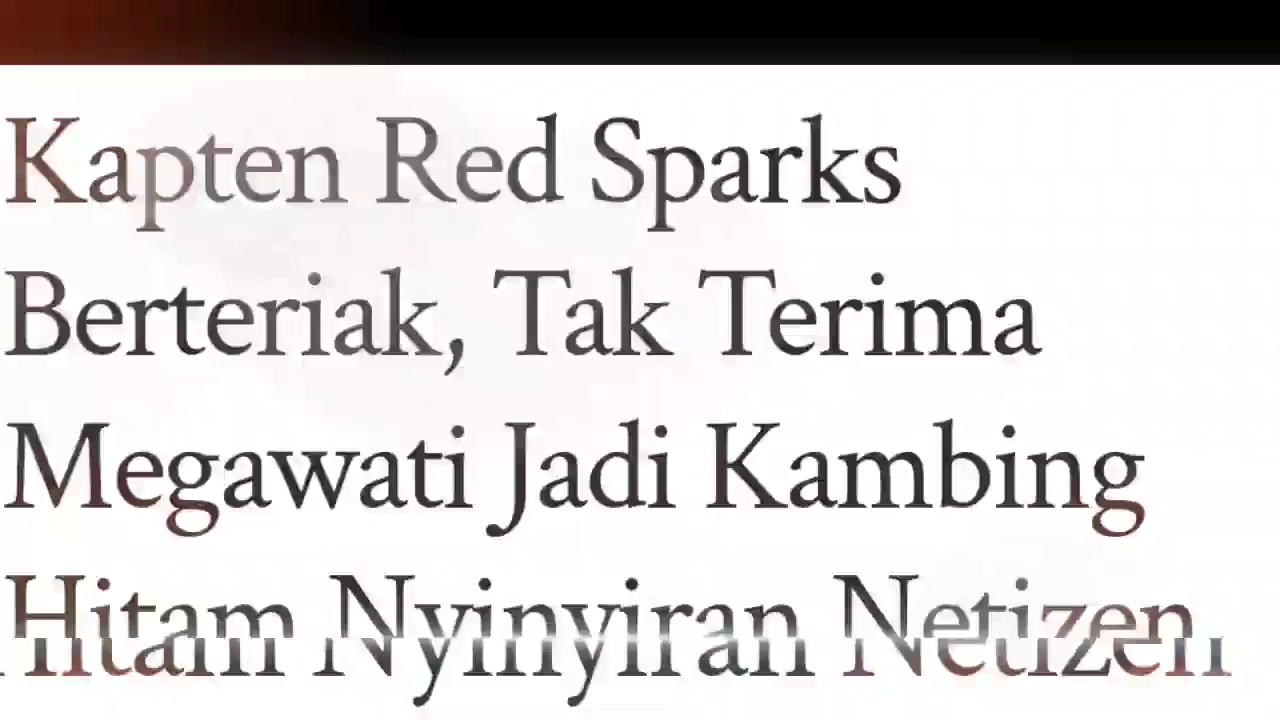 Kapten Red Sparks
Berteriak, Tak Terima
Megawati Jadi Kambing
Hitam Nyinyiran Netizen